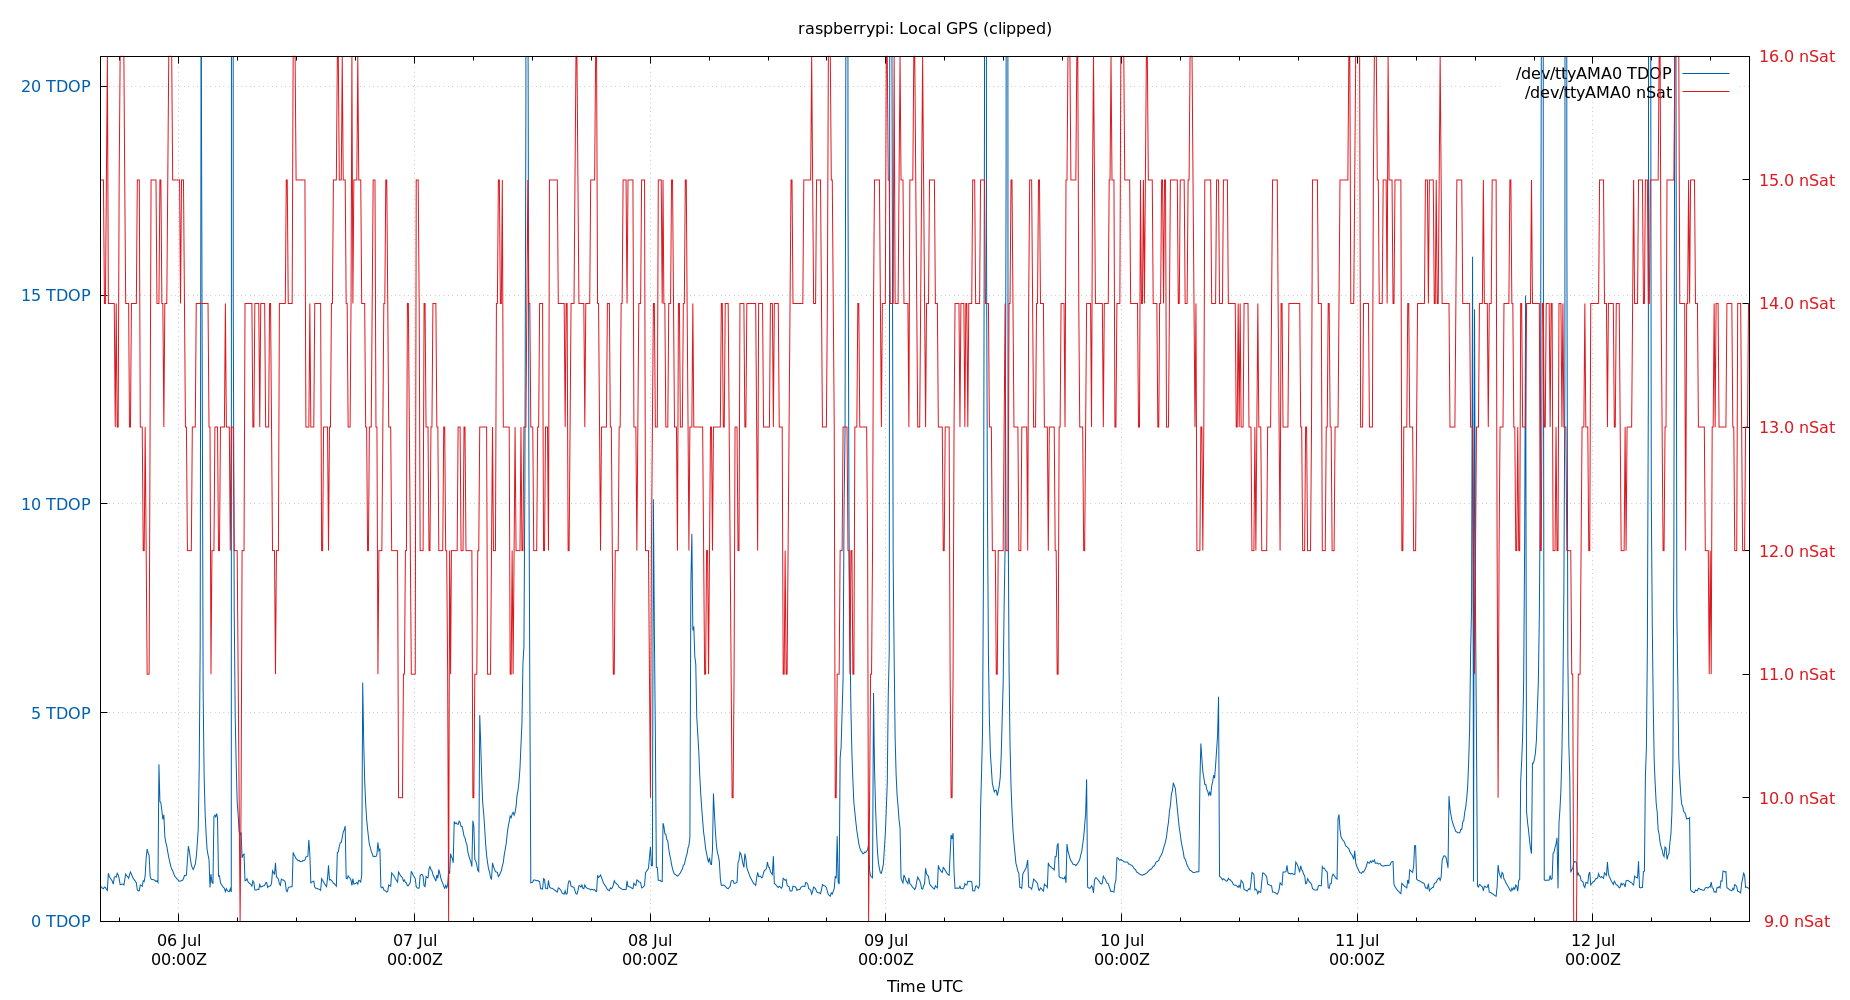 raspberrypi: Local GPS (clipped)
/dev/ttyAMA0 TDOP
/dev/ttyAMA0 nSat
20 TDOP
15 TDOP
10 TDOP
5 TDOP
0 TDOP
16.0 nSat
15.0 nSat
14.0 nSat
13.0 nSat
12.0 nSat
11.0 nSat
10.0 nSat
9.0 nSat
06 Jul 07 Jul 08 Jul 09 Jul 10 Jul 11 Jul 12 Jul
00:00Z 00:00Z 00:00Z 00:00Z 00:00Z 00:00Z 00:00Z
Time UTC